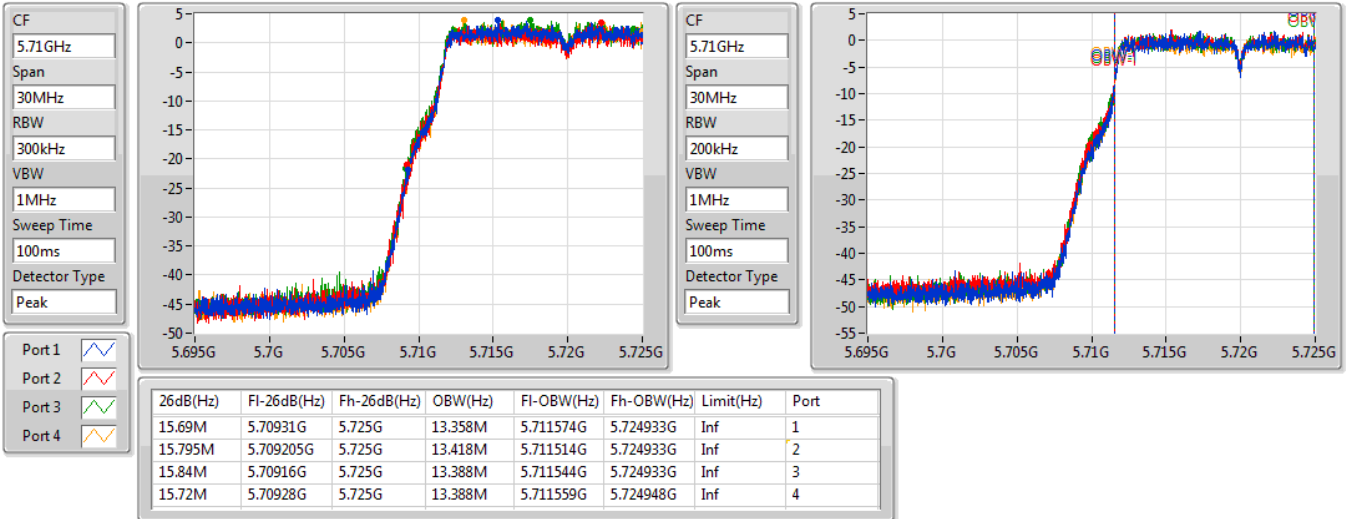 CF
5.71GHz
Span
30MHz
RBW
300kHz
VBW
1MHz
Sweep Time
100ms
Detector Type
Peak
5
0
-5
-10
-15
-20
-25
-30
-35
-40
-45
-50
5.695G 5.7G 5.705G 5.71G 5.715G 5.72G 5.725G
CF
5.71GHz
Span
30MHz
RBW
200kHz
VBW
1MHz
Sweep Time
100ms
Detector Type
Peak
5
0
-5
-10
-15
-20
-25
-30
-35
-40
-45
-50
-55
5.695G 5.7G 5.705G 5.71G 5.715G 5.72G 5.725G
Port 1
Port 2
Port 3
Port 4
26dB(Hz) Fl-26dB(Hz) Fh-26dB(Hz) OBW(Hz) Fl-OBW(Hz) Fh-OBW(Hz) Limit(Hz) Port
15.69M 5.70931G 5.725G 13.358M 5.711574G 5.724933G Inf 1
15.795M 5.709205G 5.725G 13.418M 5.711514G 5.724933G Inf 2
15.84M 5.70916G 5.725G 13.388M 5.711544G 5.724933G Inf 3
15.72M 5.70928G 5.725G 13.388M 5.711559G 5.724948G Inf 4